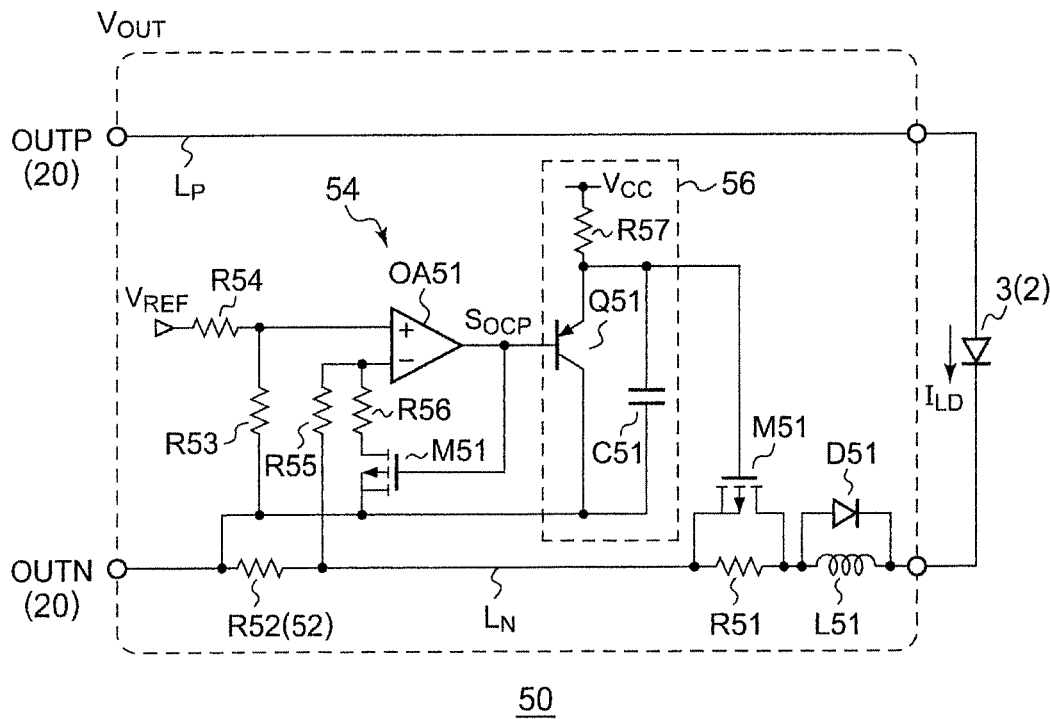 VOUT
OUTP
(20)
LP
54
VCC
56
R57
OA51
R54
VREF
SOCP
Q51
3(2)
+
−
ILD
R56
R53
R55
M51
C51
M51
D51
OUTN
(20)
R52(52)
LN
R51
L51
50